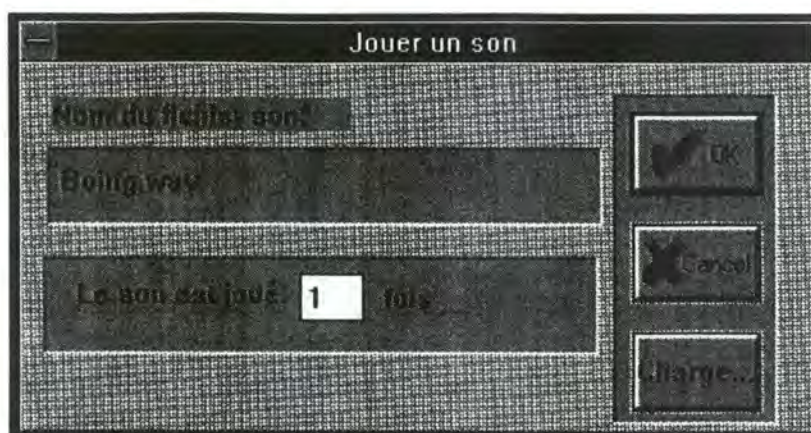 Jouer un son
Nom du fichier son?
Boing.wav
Le son est joué 1 fois
OK
Cancel
Charge...